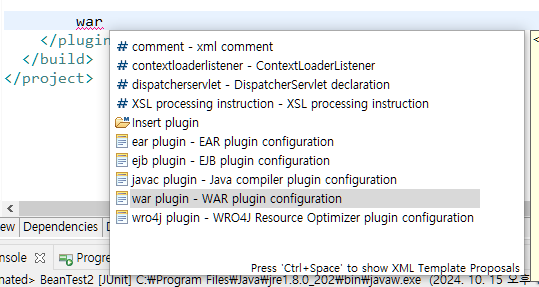 war
</plugin
</build>
</project>
comment - xml comment
contextloaderlistener - ContextLoaderListener
dispatcherservlet - DispatcherServlet declaration
XSL processing instruction - XSL processing instruction
Insert plugin
ear plugin - EAR plugin configuration
ejb plugin - EJB plugin configuration
javac plugin - Java compiler plugin configuration
war plugin - WAR plugin configuration
wro4j plugin - WRO4J Resource Optimizer plugin configuration
Press 'Ctrl+Space' to show XML Template Proposals
ew Dependencies D
nsole Progre
nated> BeanTest2 [JUnit] C:₩Program Files₩Java₩jre1.8.0_202₩bin₩javaw.exe (2024. 10. 15 오후